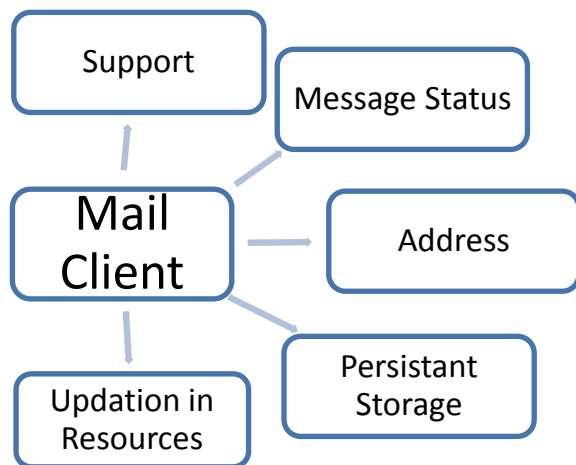 Support
Message Status
Mail
Client
Address
Persistant
Storage
Updation in
Resources